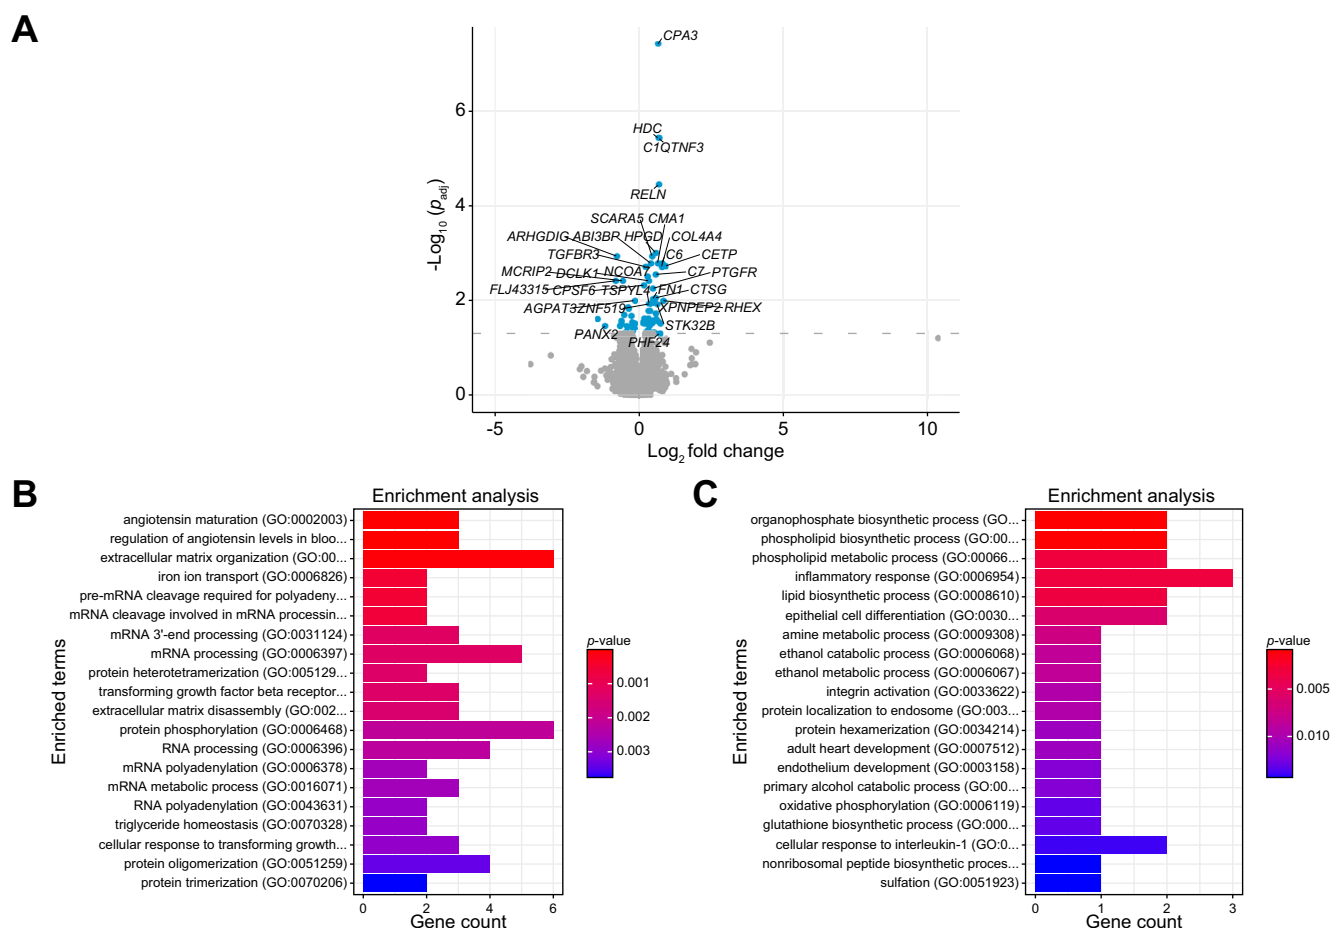 A
CPA3
6
HDC
C1QTNF3
RELN
4
SCARA5 CMA1
ARHGDIG ABI3BP HPGD COL4A4
TGFBR3 C6 CETP
MCRIP2 DCLK1 NCOA7 C7 PTGFR
FLJ43315 CPSF6 TSPYL4 FN1 CTSG
2
AGPAT3 ZNF519 XPNPEP2 RHEX
STK32B
PANX2
PHF24
0
-Log10 (padj)
-5 0 5 10
Log2 fold change
B
Enrichment analysis
angiotensin maturation (GO:0002003)
regulation of angiotensin levels in bloo...
extracellular matrix organization (GO:00...
iron ion transport (GO:0006826)
pre-mRNA cleavage required for polyadeny...
mRNA cleavage involved in mRNA processin...
mRNA 3'-end processing (GO:0031124)
mRNA processing (GO:0006397)
protein heterotetramerization (GO:005129...
transforming growth factor beta receptor...
extracellular matrix disassembly (GO:002...
protein phosphorylation (GO:0006468)
RNA processing (GO:0006396)
mRNA polyadenylation (GO:0006378)
mRNA metabolic process (GO:0016071)
RNA polyadenylation (GO:0043631)
triglyceride homeostasis (GO:0070328)
cellular response to transforming growth...
protein oligomerization (GO:0051259)
protein trimerization (GO:0070206)
Enriched terms
0 2 4 6
Gene count
p-value
0.001
0.002
0.003
C
Enrichment analysis
organophosphate biosynthetic process (GO...
phospholipid biosynthetic process (GO:00...
phospholipid metabolic process (GO:00066...
inflammatory response (GO:0006954)
lipid biosynthetic process (GO:0008610)
epithelial cell differentiation (GO:0030...
amine metabolic process (GO:0009308)
ethanol catabolic process (GO:0006068)
ethanol metabolic process (GO:0006067)
integrin activation (GO:0033622)
protein localization to endosome (GO:003...
protein hexamerization (GO:0034214)
adult heart development (GO:0007512)
endothelium development (GO:0003158)
primary alcohol catabolic process (GO:00...
oxidative phosphorylation (GO:0006119)
glutathione biosynthetic process (GO:000...
cellular response to interleukin-1 (GO:0...
nonribosomal peptide biosynthetic proces...
sulfation (GO:0051923)
Enriched terms
0 1 2 3
Gene count
p-value
0.005
0.010